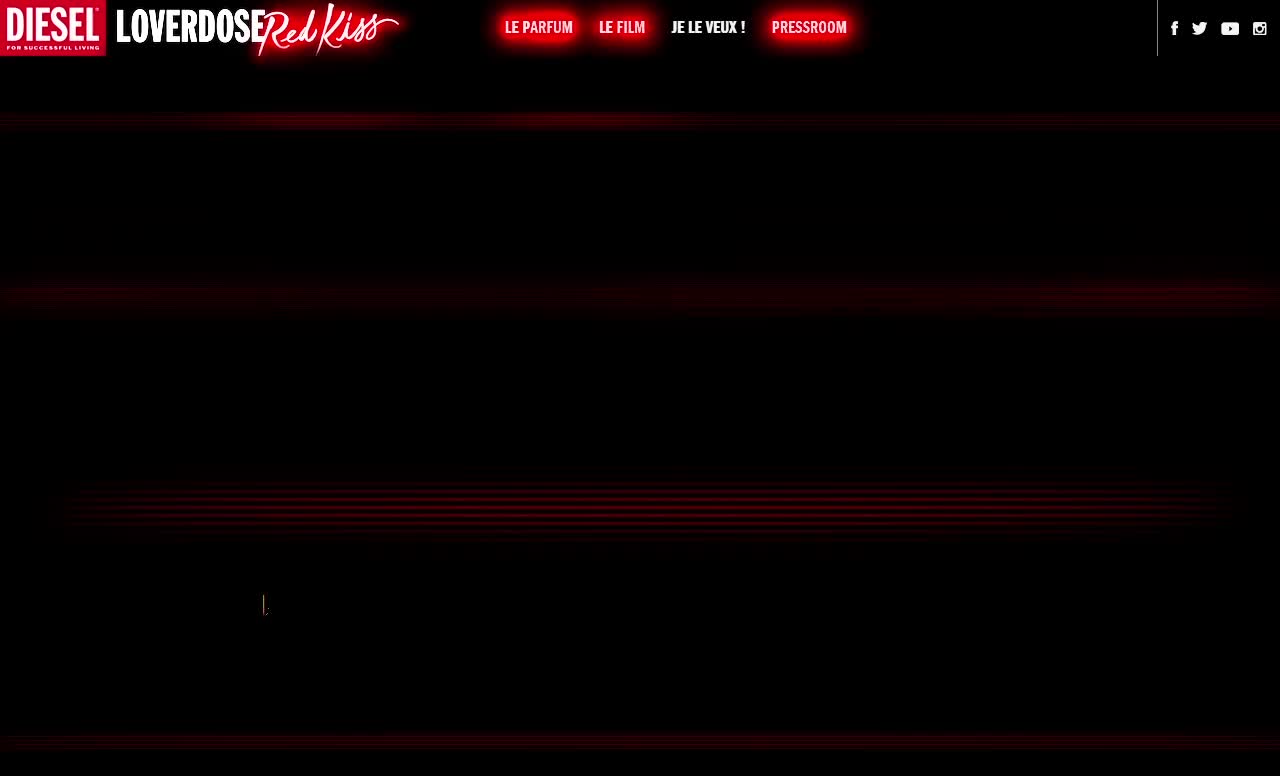 DIESEL
FOR SUCCESSFUL LIVING
LOVERDOSE Red Kiss
LE PARFUM
LE FILM
JE LE VEUX !
PRESSROOM